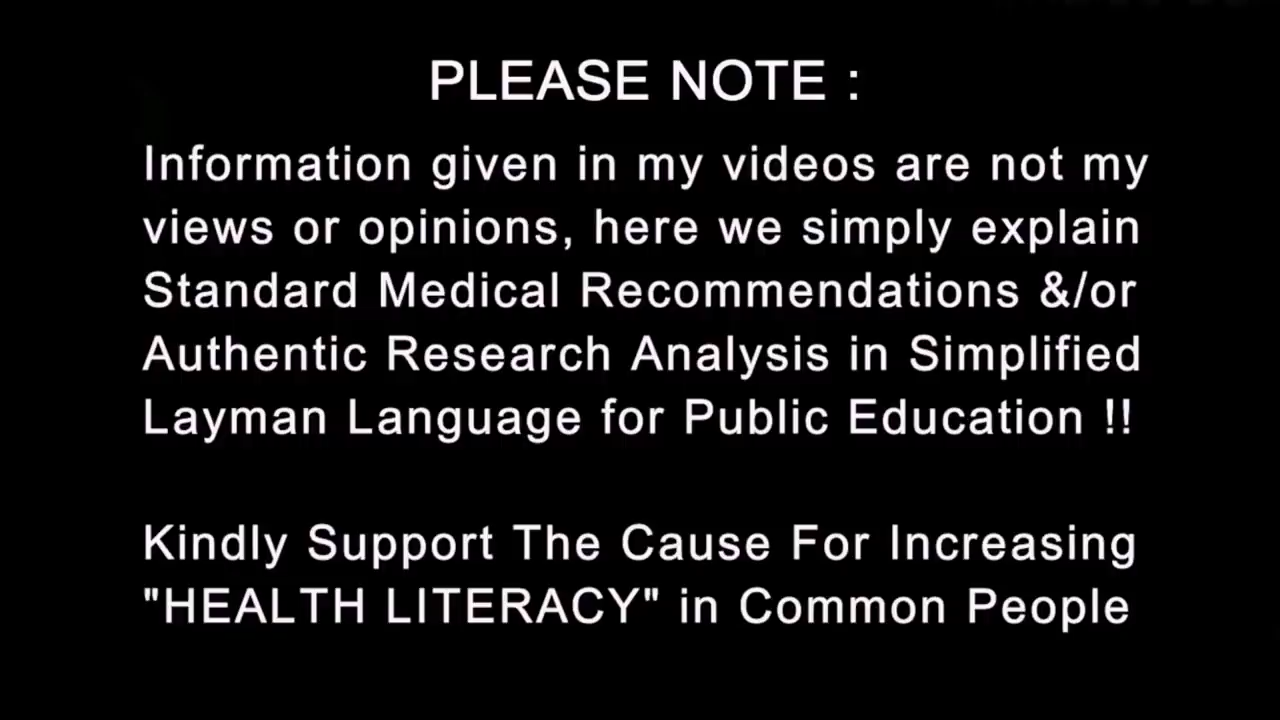 PLEASE NOTE :
Information given in my videos are not my
views or opinions, here we simply explain
Standard Medical Recommendations &/or
Authentic Research Analysis in Simplified
Layman Language for Public Education !!
Kindly Support The Cause For Increasing
"HEALTH LITERACY" in Common People